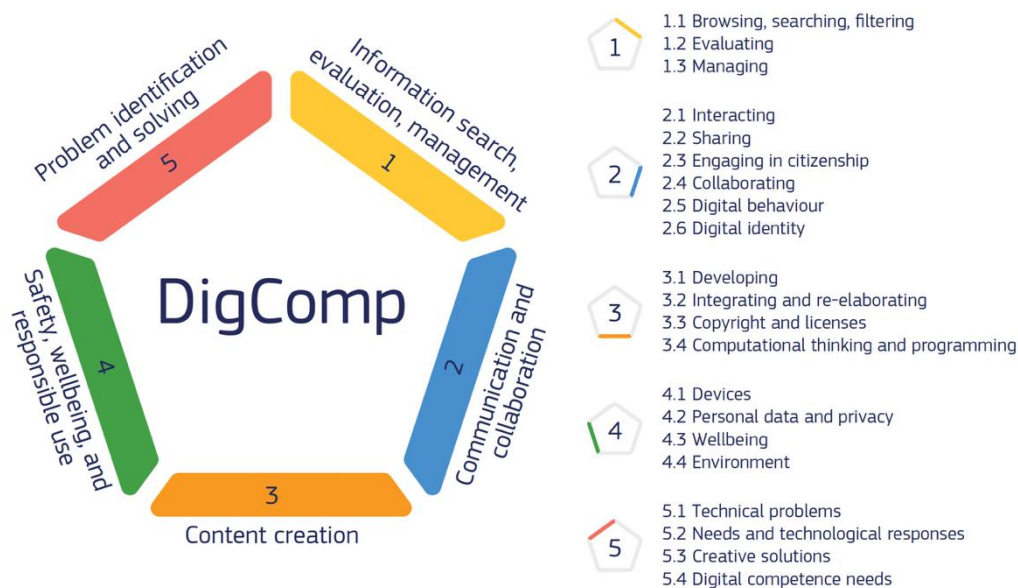 Problem identification
and solving
5
Information search,
evaluation, management
1
DigComp
Safety, wellbeing, and
responsible use
4
2
Communication and
collaboration
3
Content creation
1
1.1 Browsing, searching, filtering
1.2 Evaluating
1.3 Managing
2
2.1 Interacting
2.2 Sharing
2.3 Engaging in citizenship
2.4 Collaborating
2.5 Digital behaviour
2.6 Digital identity
3
3.1 Developing
3.2 Integrating and re-elaborating
3.3 Copyright and licenses
3.4 Computational thinking and programming
4
4.1 Devices
4.2 Personal data and privacy
4.3 Wellbeing
4.4 Environment
5
5.1 Technical problems
5.2 Needs and technological responses
5.3 Creative solutions
5.4 Digital competence needs